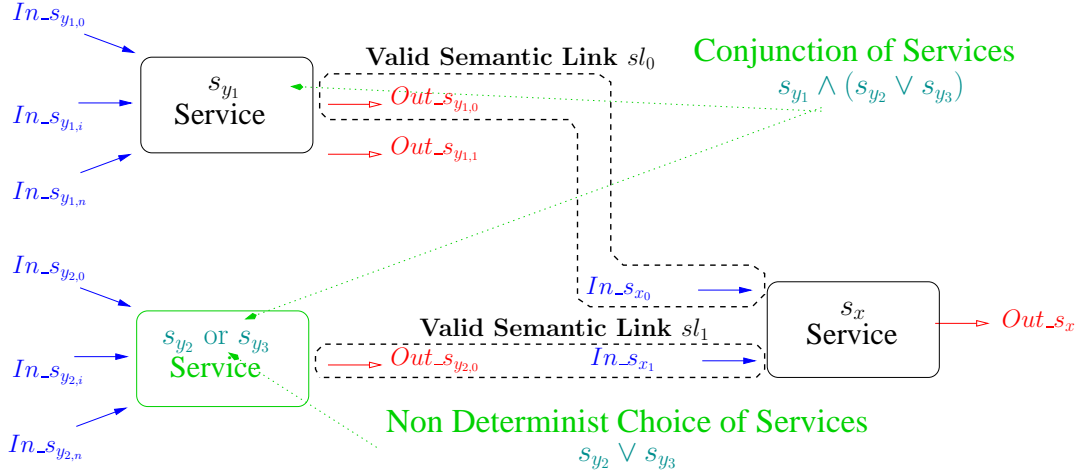 In_s_{y_{1,0}}
Valid Semantic Link sl_0
Conjunction of Services
s_{y_1} ∧ (s_{y_2} ∨ s_{y_3})
s_{y_1}
Service
In_s_{y_{1,i}}
Out_s_{y_{1,0}}
Out_s_{y_{1,1}}
In_s_{y_{1,n}}
In_s_{y_{2,0}}
In_s_{x_0}
s_x
Service
Out_s_x
s_{y_2} or s_{y_3}
Service
Valid Semantic Link sl_1
Out_s_{y_{2,0}}
In_s_{x_1}
In_s_{y_{2,i}}
In_s_{y_{2,n}}
Non Determinist Choice of Services
s_{y_2} ∨ s_{y_3}